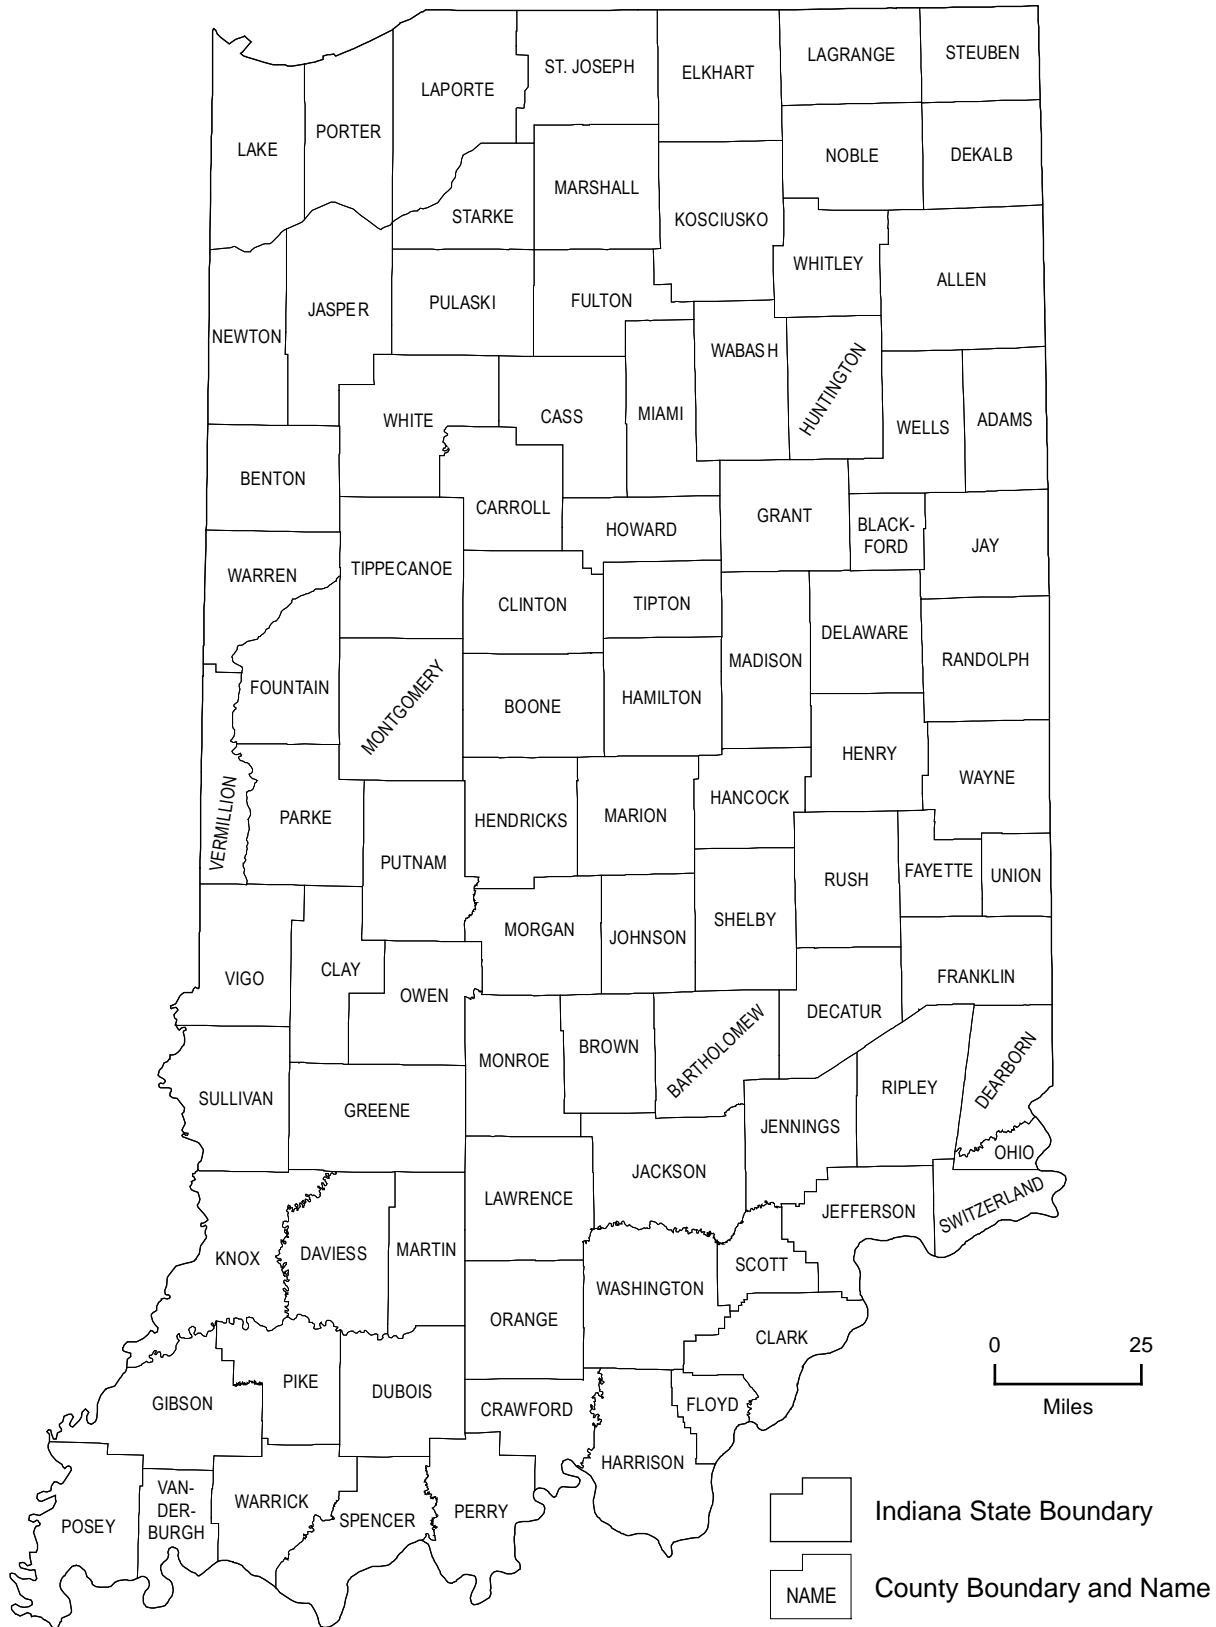 LAGRANGE
STEUBEN
ST. JOSEPH
ELKHART
LAPORTE
PORTER
LAKE
NOBLE
DEKALB
MARSHALL
STARKE
KOSCIUSKO
WHITLEY
ALLEN
PULASKI
FULTON
JASPER
NEWTON
WABASH
HUNTINGTON
WHITE
CASS
MIAMI
WELLS
ADAMS
BENTON
CARROLL
HOWARD
GRANT
BLACK-
FORD
JAY
WARREN
TIPPECANOE
CLINTON
TIPTON
DELAWARE
MADISON
RANDOLPH
FOUNTAIN
MONTGOMERY
BOONE
HAMILTON
HENRY
WAYNE
VERMILLION
PARKE
HENDRICKS
MARION
HANCOCK
PUTNAM
RUSH
FAYETTE
UNION
MORGAN
JOHNSON
SHELBY
VIGO
CLAY
OWEN
FRANKLIN
DECATUR
MONROE
BROWN
BARTHOLOMEW
RIPLEY
DEARBORN
SULLIVAN
GREENE
JENNINGS
OHIO
JACKSON
LAWRENCE
JEFFERSON
SWITZERLAND
KNOX
DAVIESS
MARTIN
SCOTT
WASHINGTON
ORANGE
CLARK
0 25
Miles
PIKE
DUBOIS
GIBSON
CRAWFORD
FLOYD
HARRISON
VAN-
DER-
BURGH
WARRICK
SPENCER
PERRY
POSEY
Indiana State Boundary
NAME
County Boundary and Name